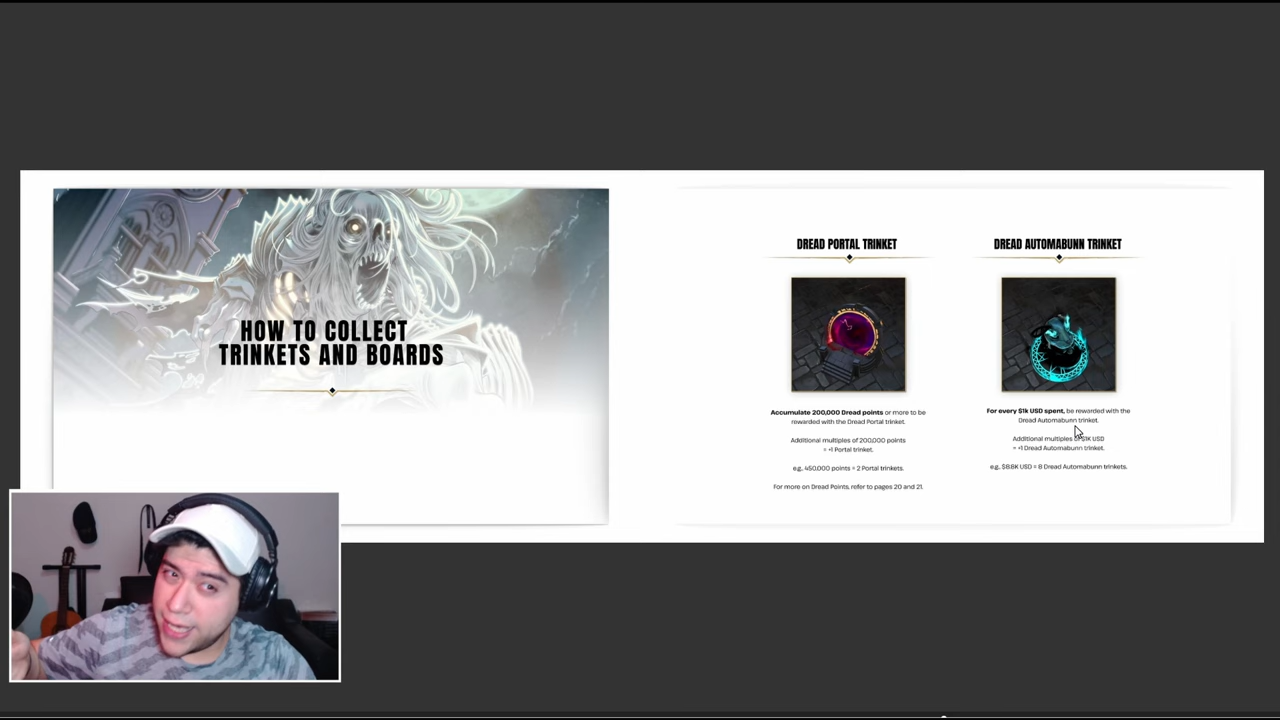 HOW TO COLLECT
TRINKETS AND BOARDS
DREAD PORTAL TRINKET
Accumulate 200,000 Dread points or more to be
rewarded with the Dread Portal trinket.
Additional multiples of 200,000 points
= +1 Portal trinket.
e.g., 450,000 points = 2 Portal trinkets.
For more on Dread Points, refer to pages 20 and 21.
DREAD AUTOMABUNN TRINKET
For every $1k USD spent, be rewarded with the
Dread Automabunn trinket.
Additional multiples of $1K USD
= +1 Dread Automabunn trinket.
e.g., $8.8K USD = 8 Dread Automabunn trinkets.